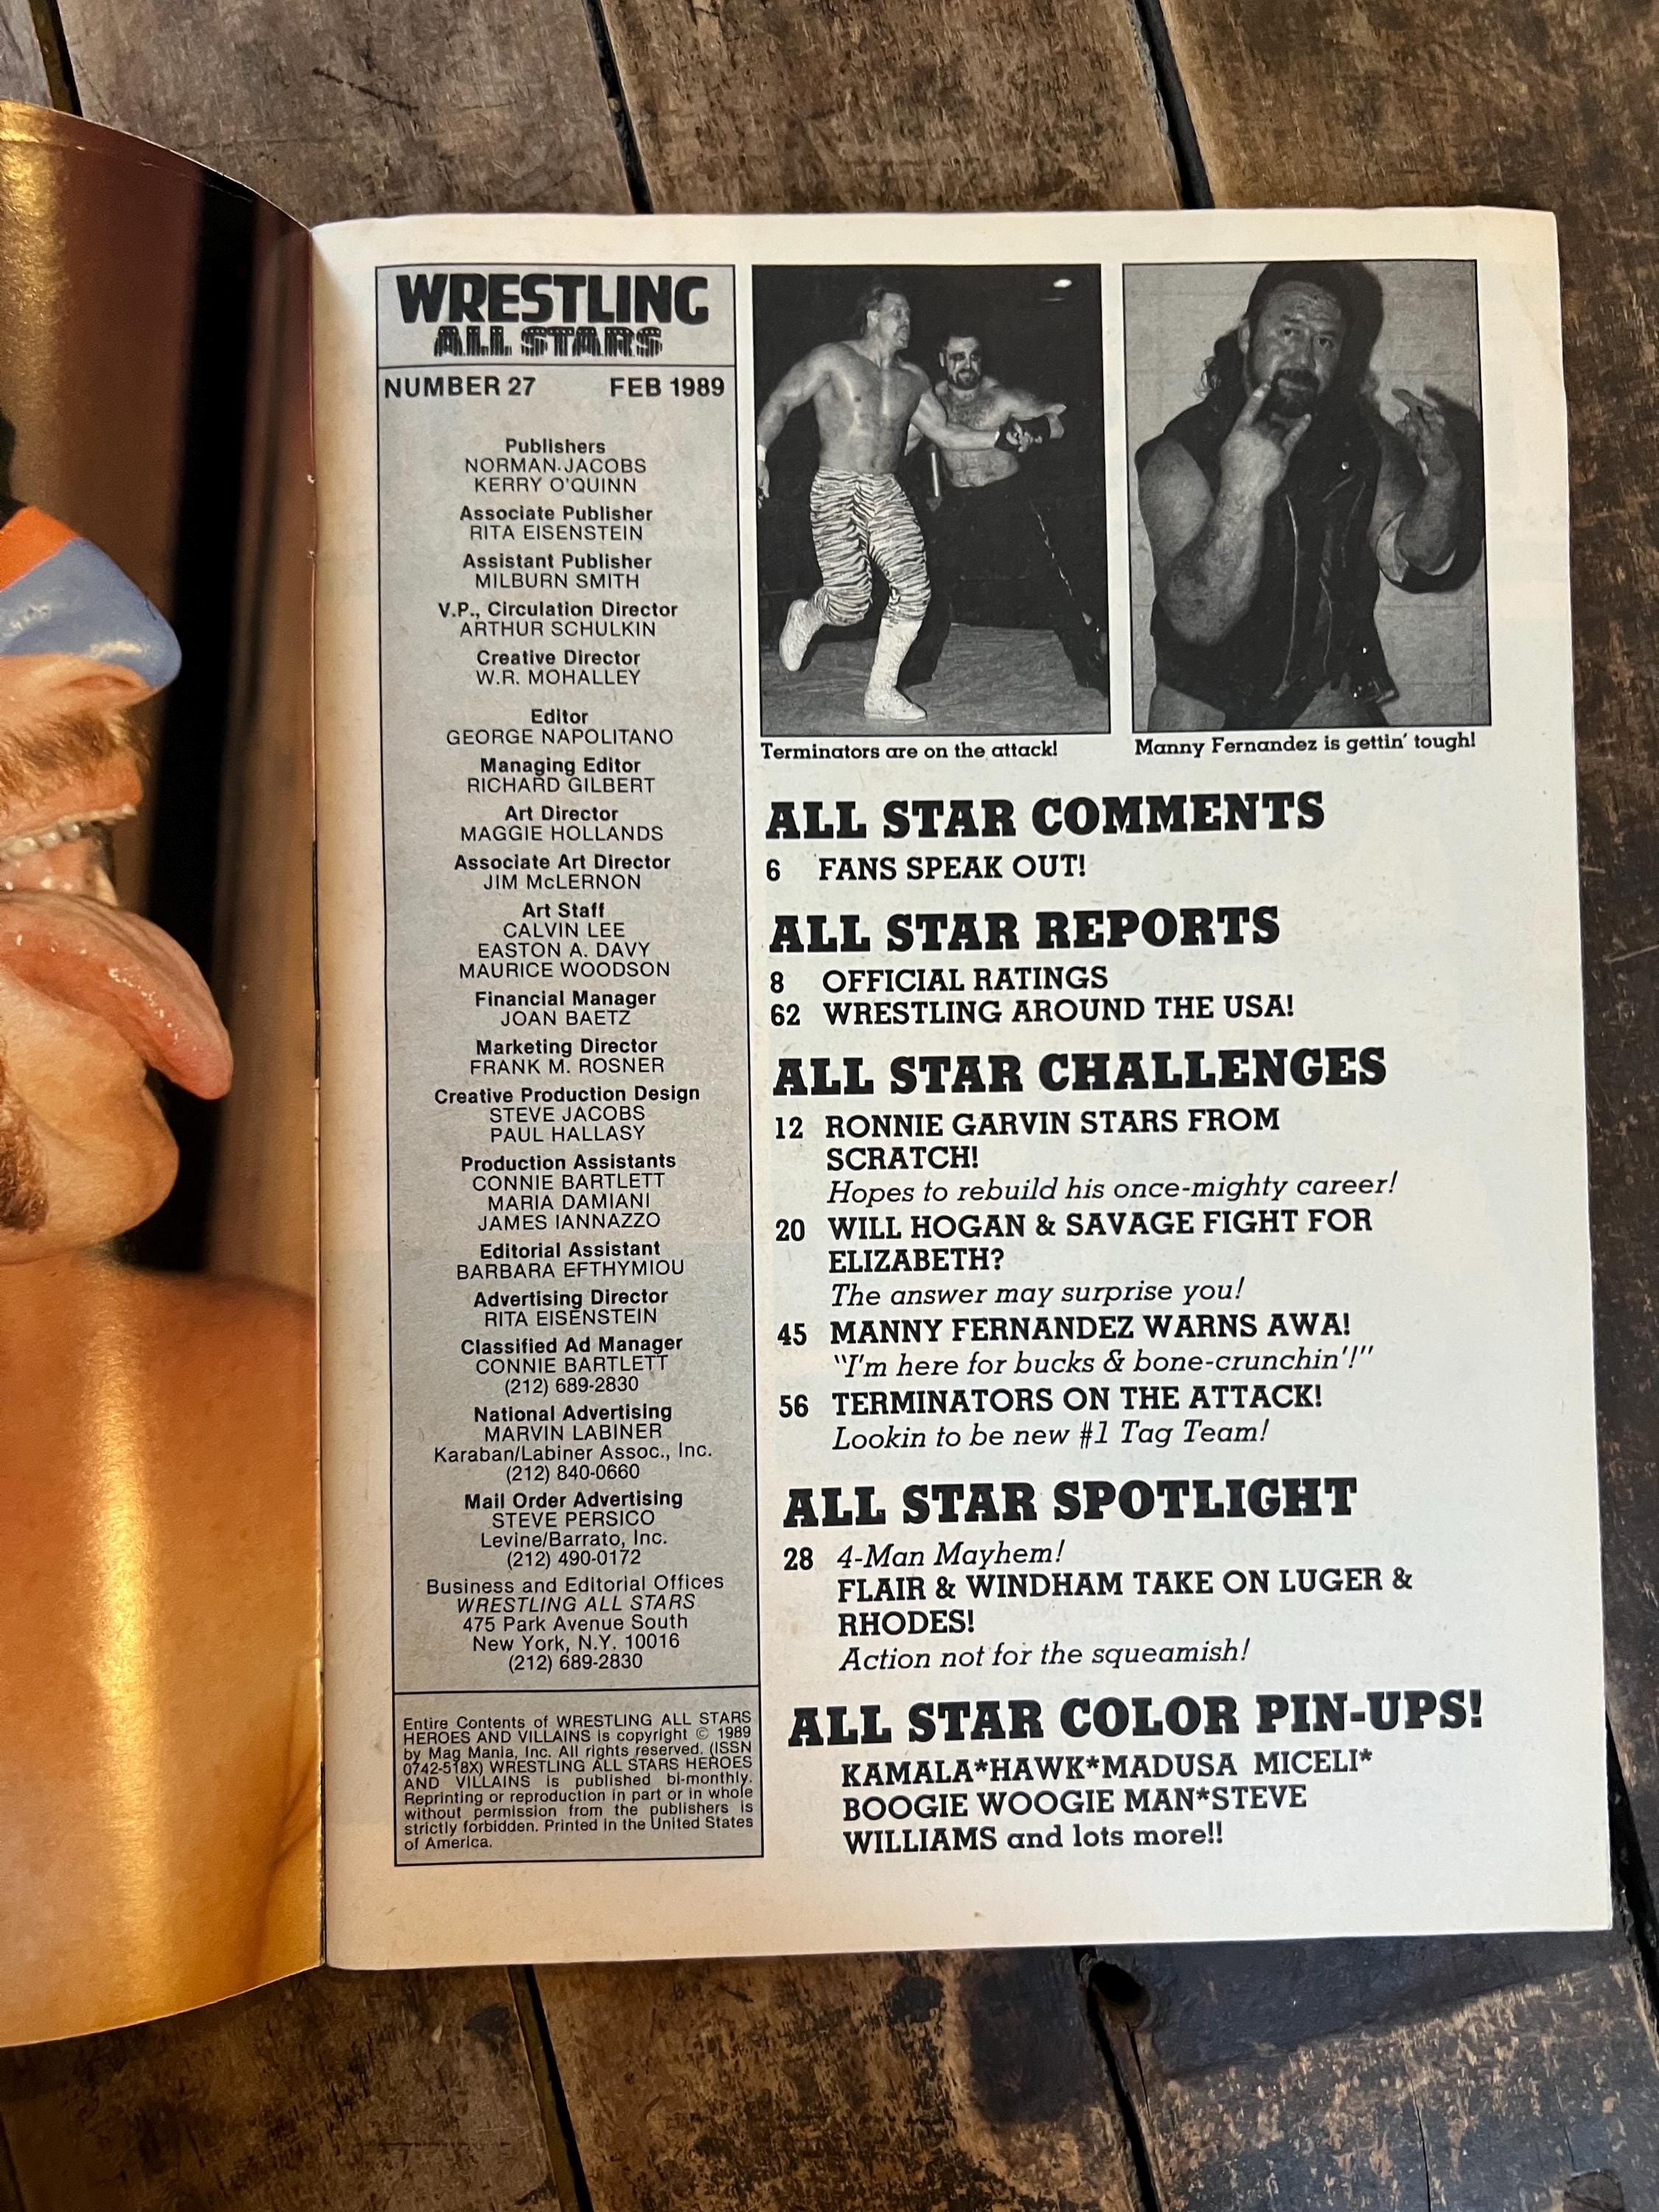 WRESTLING
ALL STARS
NUMBER 27 FEB 1989
Publishers
NORMAN JACOBS
KERRY O'QUINN
Associate Publisher
RITA EISENSTEIN
Assistant Publisher
MILBURN SMITH
V.P., Circulation Director
ARTHUR SCHULKIN
Creative Director
W.R. MOHALLEY
Editor
GEORGE NAPOLITANO
Managing Editor
RICHARD GILBERT
Art Director
MAGGIE HOLLANDS
Associate Art Director
JIM McLERNON
Art Staff
CALVIN LEE
EASTON A. DAVY
MAURICE WOODSON
Financial Manager
JOAN BAETZ
Marketing Director
FRANK M. ROSNER
Creative Production Design
STEVE JACOBS
PAUL HALLASY
Production Assistants
CONNIE BARTLETT
MARIA DAMIANI
JAMES IANNAZZO
Editorial Assistant
BARBARA EFTHYMIOU
Advertising Director
RITA EISENSTEIN
Classified Ad Manager
CONNIE BARTLETT
(212) 689-2830
National Advertising
MARVIN LABINER
Karaban/Labiner Assoc., Inc.
(212) 840-0660
Mail Order Advertising
STEVE PERSICO
Levine/Barrato, Inc.
(212) 490-0172
Business and Editorial Offices
WRESTLING ALL STARS
475 Park Avenue South
New York, N.Y. 10016
(212) 689-2830
Entire Contents of WRESTLING ALL STARS
HEROES AND VILLAINS is copyright © 1989
by Mag Mania, Inc. All rights reserved. (ISSN
0742-518X) WRESTLING ALL STARS HEROES
AND VILLAINS is published bi-monthly.
Reprinting or reproduction in part or in whole
without permission from the publishers is
strictly forbidden. Printed in the United States
of America.
Terminators are on the attack!
Manny Fernandez is gettin' tough!
ALL STAR COMMENTS
6 FANS SPEAK OUT!
ALL STAR REPORTS
8 OFFICIAL RATINGS
62 WRESTLING AROUND THE USA!
ALL STAR CHALLENGES
12 RONNIE GARVIN STARS FROM
SCRATCH!
Hopes to rebuild his once-mighty career!
20 WILL HOGAN & SAVAGE FIGHT FOR
ELIZABETH?
The answer may surprise you!
45 MANNY FERNANDEZ WARNS AWA!
"I'm here for bucks & bone-crunchin'!"
56 TERMINATORS ON THE ATTACK!
Lookin to be new #1 Tag Team!
ALL STAR SPOTLIGHT
28 4-Man Mayhem!
FLAIR & WINDHAM TAKE ON LUGER &
RHODES!
Action not for the squeamish!
ALL STAR COLOR PIN-UPS!
KAMALA*HAWK*MADUSA MICELI*
BOOGIE WOOGIE MAN*STEVE
WILLIAMS and lots more!!